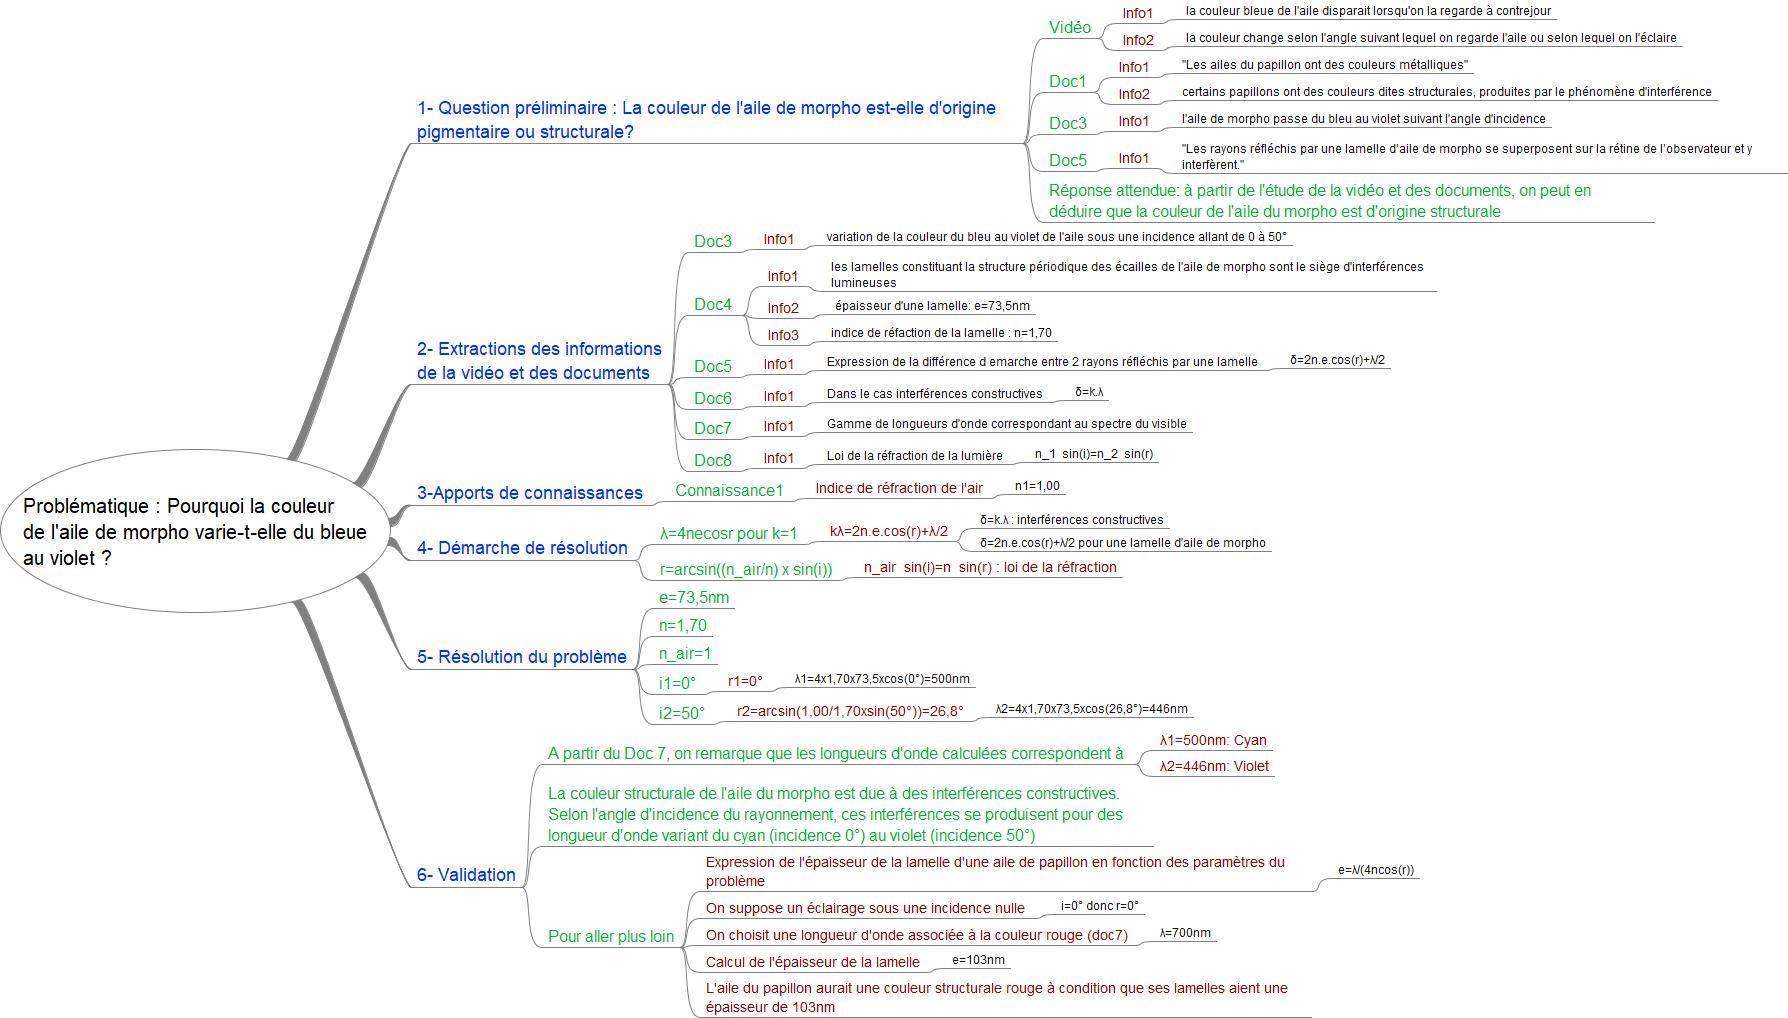 Problématique : Pourquoi la couleur
de l'aile de morpho varie-t-elle du bleue
au violet ?
1- Question préliminaire : La couleur de l'aile de morpho est-elle d'origine
pigmentaire ou structurale?
Vidéo
Info1
la couleur bleue de l'aile disparait lorsqu'on la regarde à contrejour
Info2
la couleur change selon l'angle suivant lequel on regarde l'aile ou selon lequel on l'éclaire
Doc1
Info1
"Les ailes du papillon ont des couleurs métalliques"
Info2
certains papillons ont des couleurs dites structurales, produites par le phénomène d'interférence
Doc3
Info1
l'aile de morpho passe du bleu au violet suivant l'angle d'incidence
Doc5
Info1
"Les rayons réfléchis par une lamelle d'aile de morpho se superposent sur la rétine de l'observateur et y
interfèrent."
Réponse attendue: à partir de l'étude de la vidéo et des documents, on peut en
déduire que la couleur de l'aile du morpho est d'origine structurale
2- Extractions des informations
de la vidéo et des documents
Doc3
Info1
variation de la couleur du bleu au violet de l'aile sous une incidence allant de 0 à 50°
Doc4
Info1
les lamelles constituant la structure périodique des écailles de l'aile de morpho sont le siège d'interférences
lumineuses
Info2
épaisseur d'une lamelle: e=73,5nm
Info3
indice de réfaction de la lamelle : n=1,70
Doc5
Info1
Expression de la différence d emarche entre 2 rayons réfléchis par une lamelle
δ=2n.e.cos(r)+λ/2
Doc6
Info1
Dans le cas interférences constructives
δ=k.λ
Doc7
Info1
Gamme de longueurs d'onde correspondant au spectre du visible
Doc8
Info1
Loi de la réfraction de la lumière
n_1 sin(i)=n_2 sin(r)
3-Apports de connaissances
Connaissance1
Indice de réfraction de l'air
n1=1,00
4- Démarche de résolution
λ=4necosr pour k=1
kλ=2n.e.cos(r)+λ/2
δ=k.λ : interférences constructives
δ=2n.e.cos(r)+λ/2 pour une lamelle d'aile de morpho
r=arcsin((n_air/n) x sin(i))
n_air sin(i)=n sin(r) : loi de la réfraction
5- Résolution du problème
e=73,5nm
n=1,70
n_air=1
i1=0°
r1=0°
λ1=4x1,70x73,5xcos(0°)=500nm
i2=50°
r2=arcsin(1,00/1,70xsin(50°))=26,8°
λ2=4x1,70x73,5xcos(26,8°)=446nm
6- Validation
A partir du Doc 7, on remarque que les longueurs d'onde calculées correspondent à
λ1=500nm: Cyan
λ2=446nm: Violet
La couleur structurale de l'aile du morpho est due à des interférences constructives.
Selon l'angle d'incidence du rayonnement, ces interférences se produisent pour des
longueur d'onde variant du cyan (incidence 0°) au violet (incidence 50°)
Pour aller plus loin
Expression de l'épaisseur de la lamelle d'une aile de papillon en fonction des paramètres du
problème
e=λ/(4ncos(r))
On suppose un éclairage sous une incidence nulle
i=0° donc r=0°
On choisit une longueur d'onde associée à la couleur rouge (doc7)
λ=700nm
Calcul de l'épaisseur de la lamelle
e=103nm
L'aile du papillon aurait une couleur structurale rouge à condition que ses lamelles aient une
épaisseur de 103nm